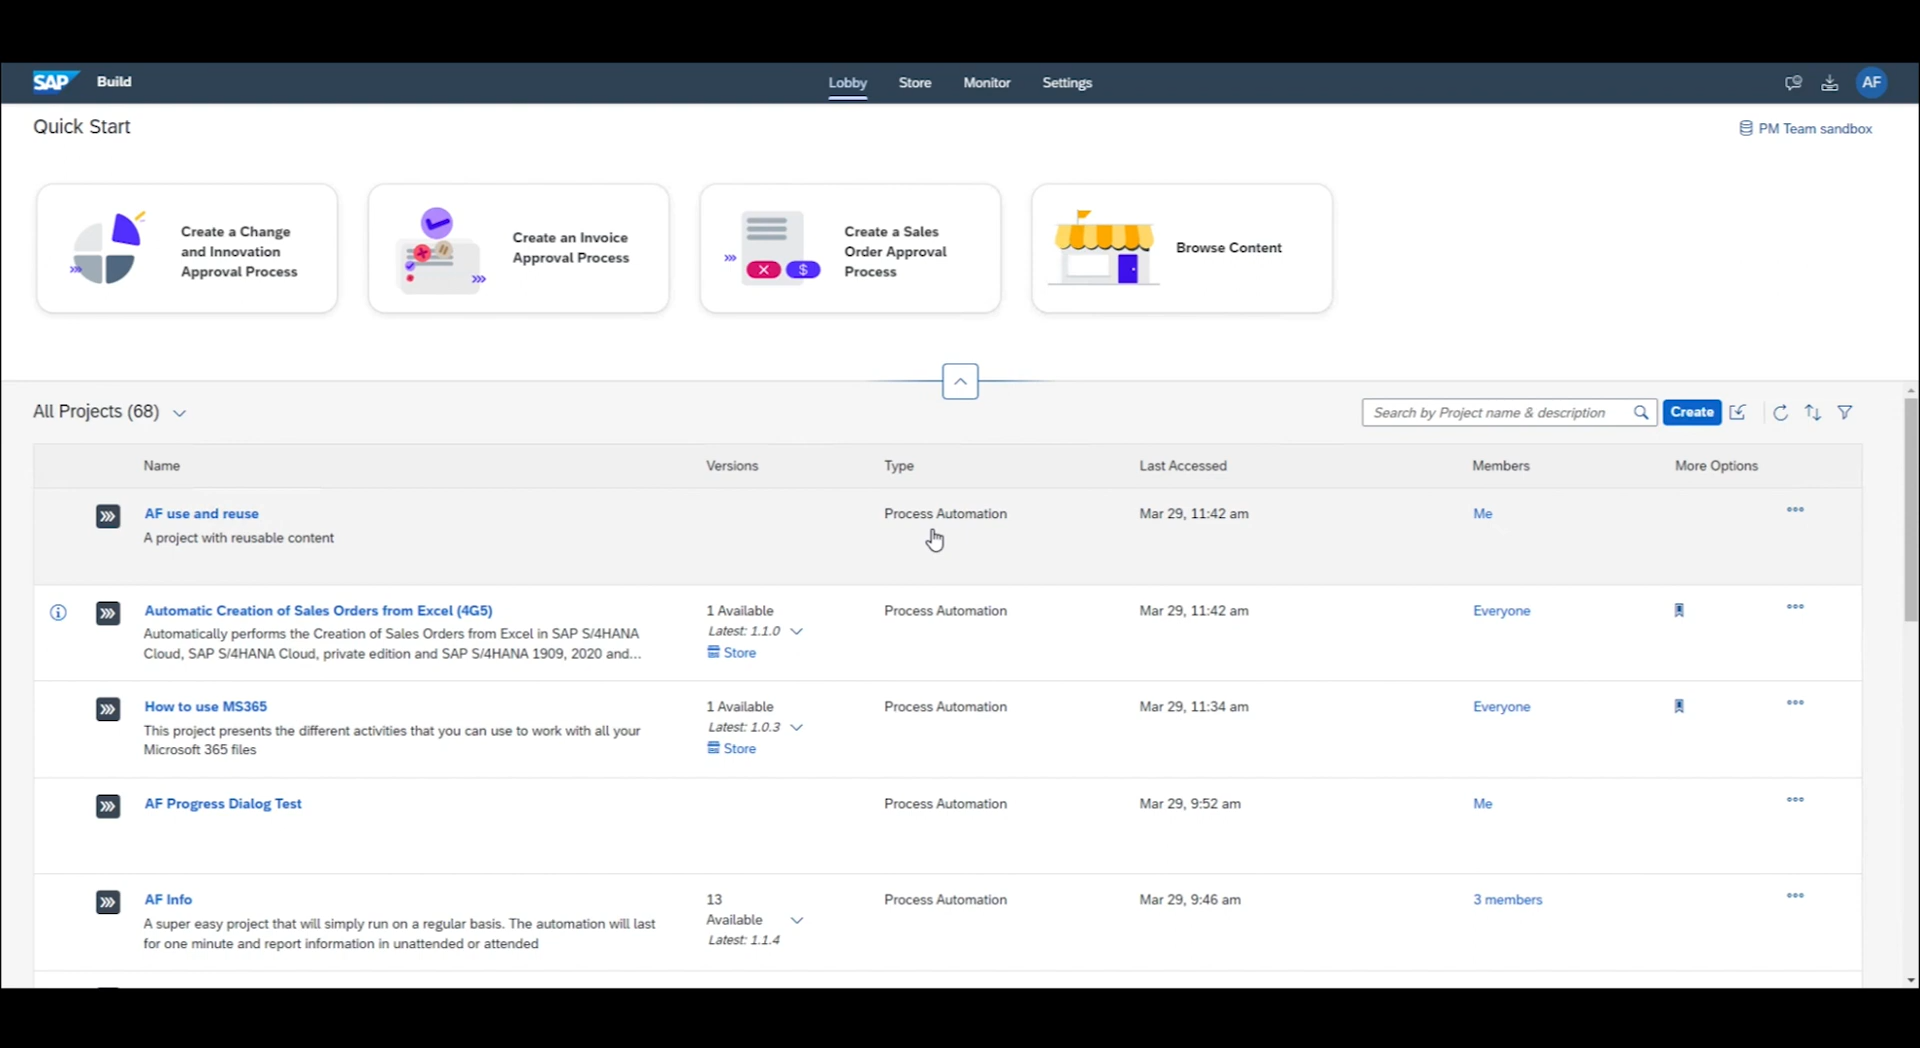 SAP Build Lobby Store Monitor Settings AF
Quick Start
PM Team sandbox
Create a Change
and Innovation
Approval Process
Create an Invoice
Approval Process
Create a Sales
Order Approval
Process
$
Browse Content
All Projects (68)
Search by Project name & description
Create
Name Versions Type Last Accessed Members More Options
AF use and reuse Process Automation Mar 29, 11:42 am Me
A project with reusable content
Automatic Creation of Sales Orders from Excel (4G5) 1 Available Process Automation Mar 29, 11:42 am Everyone
Automatically performs the Creation of Sales Orders from Excel in SAP S/4HANA Latest: 1.1.0
Cloud, SAP S/4HANA Cloud, private edition and SAP S/4HANA 1909, 2020 and... Store
How to use MS365 1 Available Process Automation Mar 29, 11:34 am Everyone
This project presents the different activities that you can use to work with all your Latest: 1.0.3
Microsoft 365 files Store
AF Progress Dialog Test Process Automation Mar 29, 9:52 am Me
AF Info 13 Process Automation Mar 29, 9:46 am 3 members
A super easy project that will simply run on a regular basis. The automation will last Available
for one minute and report information in unattended or attended Latest: 1.1.4